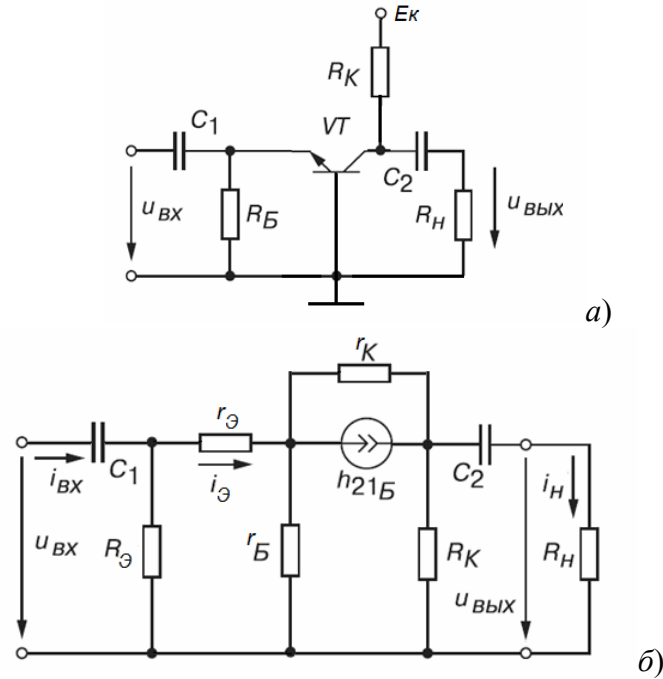 Eк
RК
C1
VT
C2
uВХ
RБ
RН
uВЫХ
а)
rК
rЭ
C1
iВХ
iЭ
h21Б
C2
iН
uВХ
RЭ
rБ
RК
uВЫХ
RН
б)